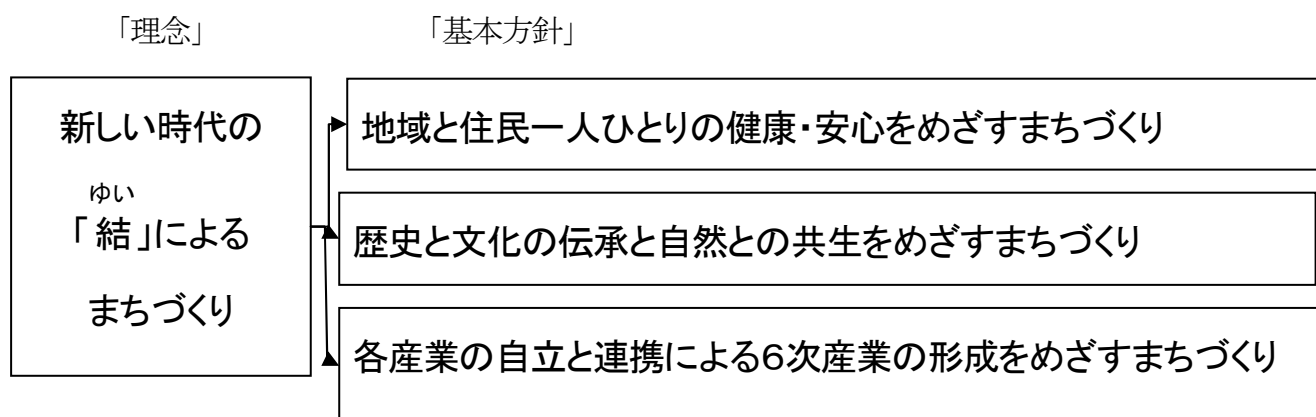 「理念」
「基本方針」
新しい時代の
ゆい
「結」による
まちづくり
地域と住民一人ひとりの健康・安心をめざすまちづくり
歴史と文化の伝承と自然との共生をめざすまちづくり
各産業の自立と連携による6次産業の形成をめざすまちづくり